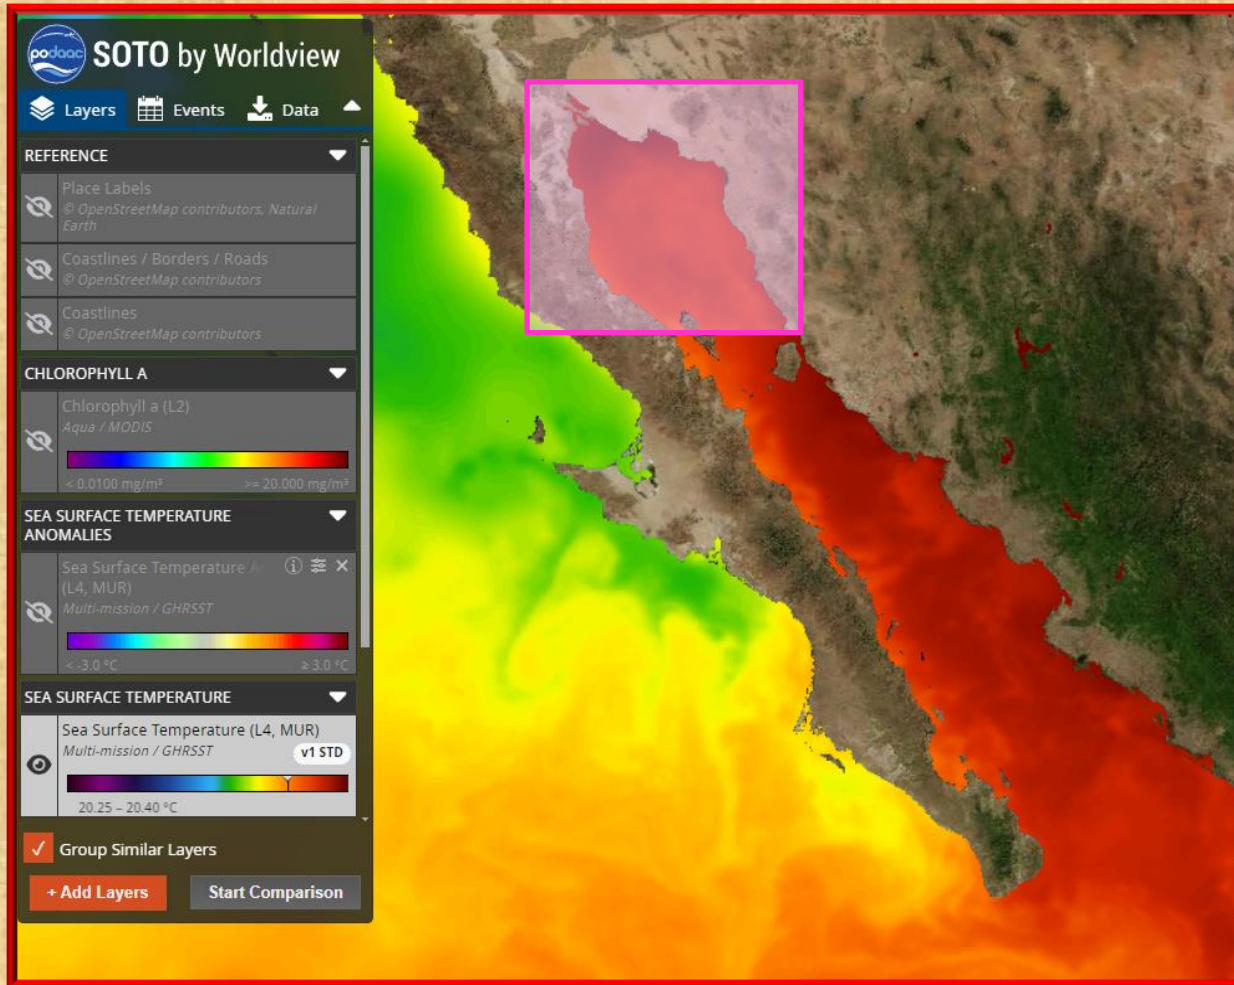 podaac SOTO by Worldview
Layers Events Data
REFERENCE
Place Labels
© OpenStreetMap contributors, Natural
Earth
Coastlines / Borders / Roads
© OpenStreetMap contributors
Coastlines
© OpenStreetMap contributors
CHLOROPHYLL A
Chlorophyll a (L2)
Aqua / MODIS
< 0.0100 mg/m³ >= 20.000 mg/m³
SEA SURFACE TEMPERATURE
ANOMALIES
Sea Surface Temperature
(L4, MUR)
Multi-mission / GHRSST
< -3.0 °C ≥ 3.0 °C
SEA SURFACE TEMPERATURE
Sea Surface Temperature (L4, MUR)
Multi-mission / GHRSST v1 STD
20.25 – 20.40 °C
Group Similar Layers
+ Add Layers Start Comparison